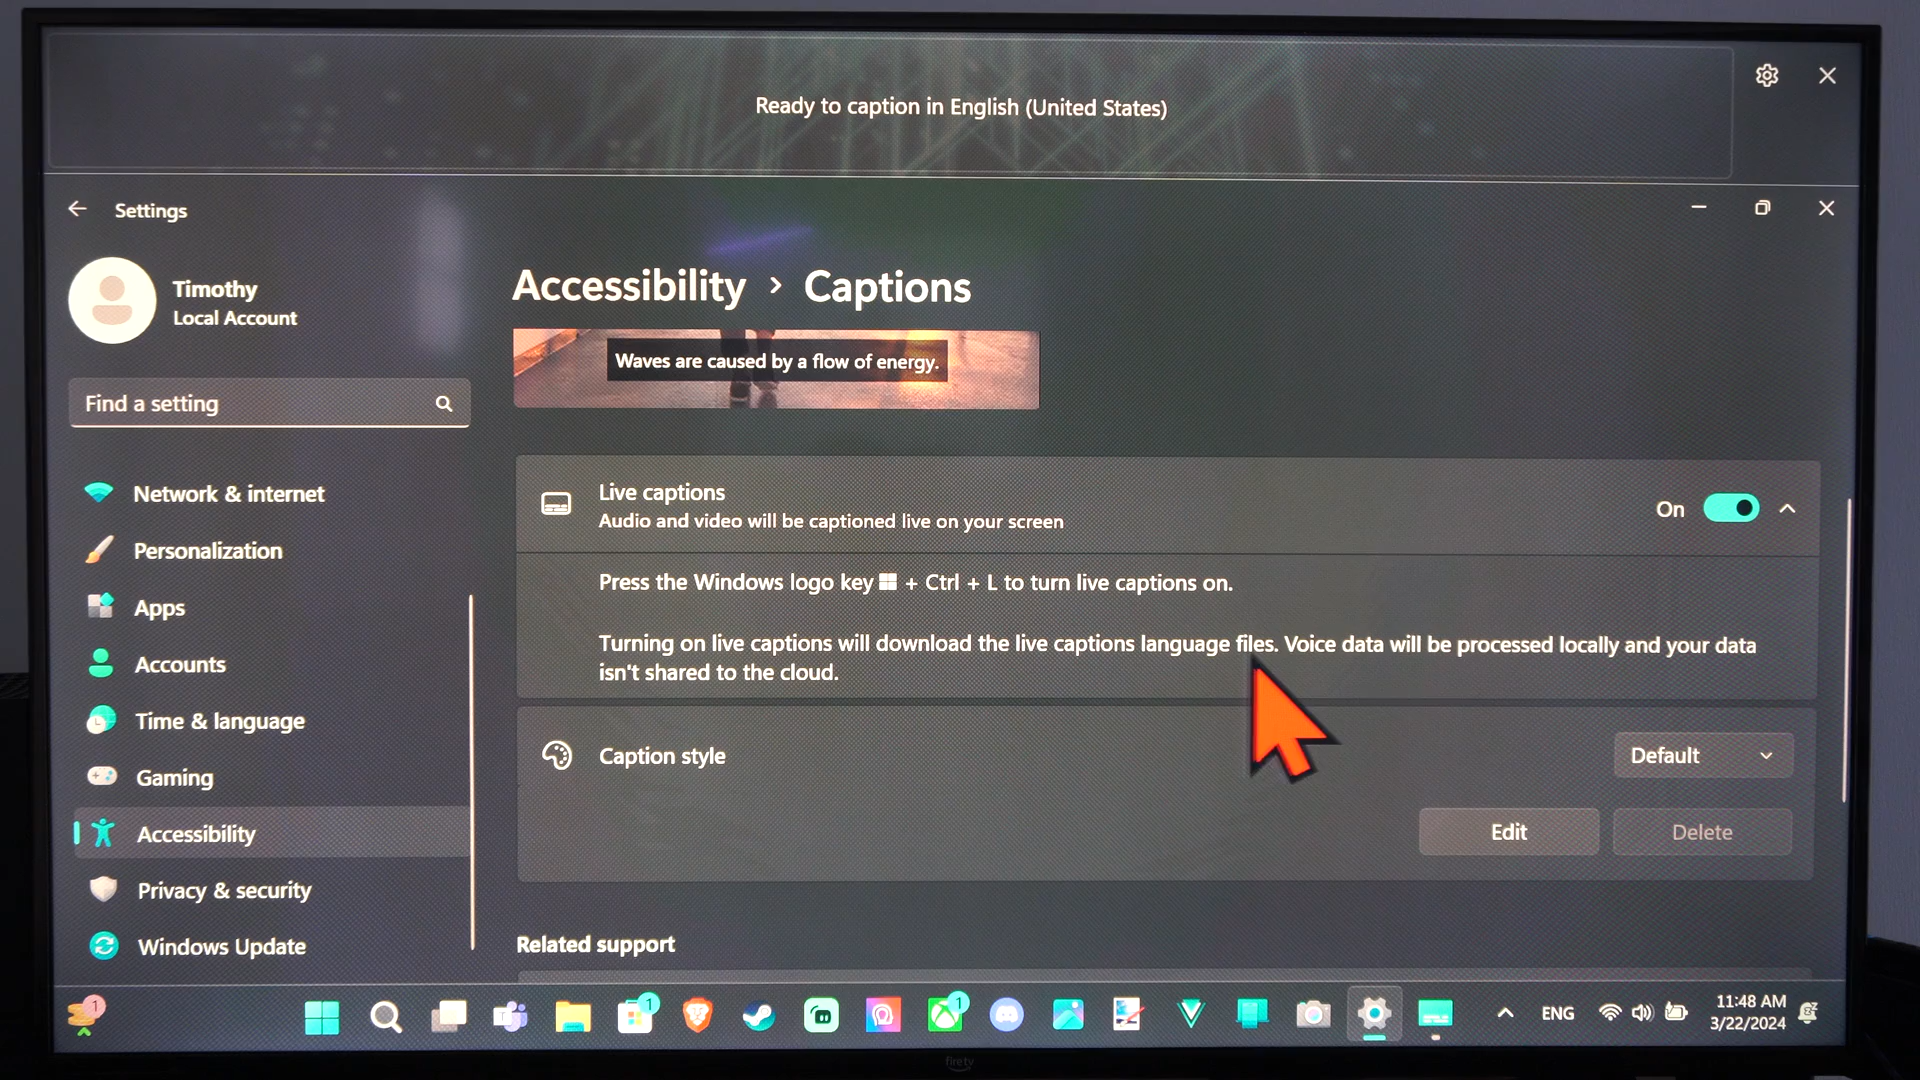 Ready to caption in English (United States)
Settings
Timothy
Local Account
Find a setting
Network & internet
Personalization
Apps
Accounts
Time & language
Gaming
Accessibility
Privacy & security
Windows Update
Accessibility > Captions
Waves are caused by a flow of energy.
Live captions
Audio and video will be captioned live on your screen
On
Press the Windows logo key + Ctrl + L to turn live captions on.
Turning on live captions will download the live captions language files. Voice data will be processed locally and your data
isn't shared to the cloud.
Caption style
Default
Edit
Delete
Related support
1
1
1
ENG
11:48 AM
3/22/2024
firetv